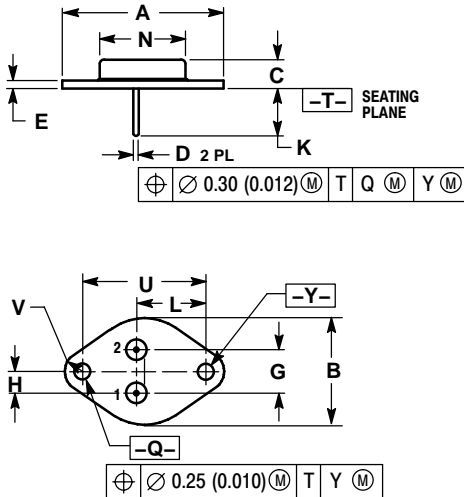 A
N
C
–T– SEATING
PLANE
E
D 2 PL
K
⌖ ∅ 0.30 (0.012) Ⓜ T Q Ⓜ Y Ⓜ
U
L
V
–Y–
2
H
G
B
1
–Q–
⌖ ∅ 0.25 (0.010) Ⓜ T Y Ⓜ